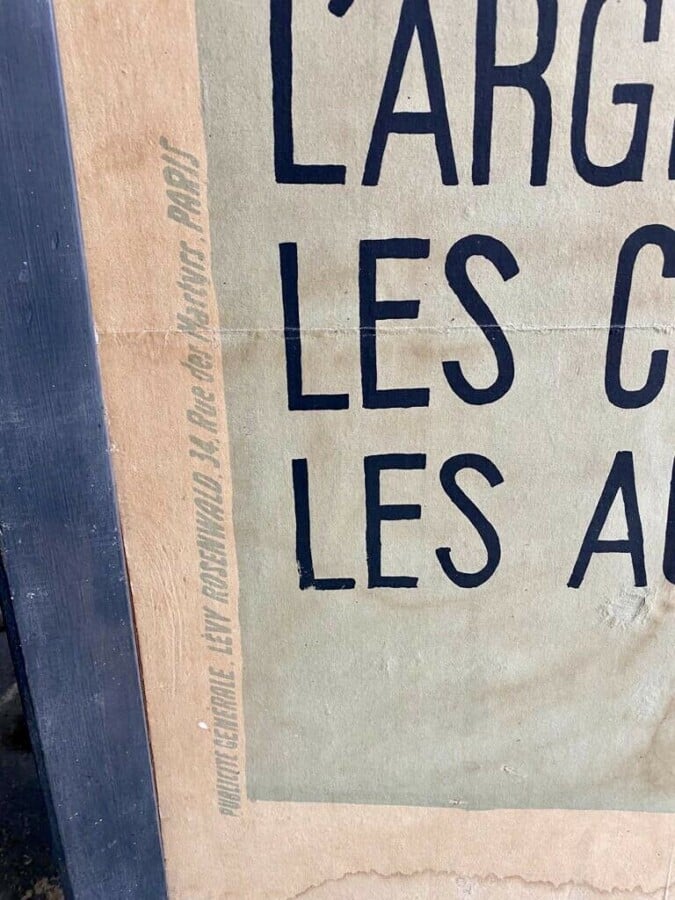 L'ARG
LES C
LES A
PUBLICITÉ GÉNÉRALE. LÉVY ROSENWALD, 34, Rue des Martyrs. PARIS